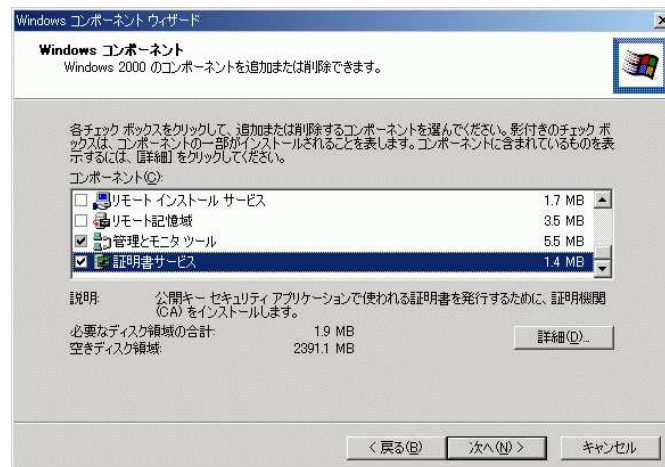 Windows コンポーネント ウィザード
Windows コンポーネント
Windows 2000 のコンポーネントを追加または削除できます。
各チェック ボックスをクリックして、追加または削除するコンポーネントを選んでください。影付きのチェック ボ
ックスは、コンポーネントの一部がインストールされることを表します。コンポーネントに含まれているものを表
示するには、[詳細] をクリックしてください。
コンポーネント(C):
リモート インストール サービス 1.7 MB
リモート記憶域 3.5 MB
管理とモニタ ツール 5.5 MB
証明書サービス 1.4 MB
説明: 公開キー セキュリティ アプリケーションで使われる証明書を発行するために、証明機関
(CA) をインストールします。
必要なディスク領域の合計: 1.9 MB
空きディスク領域: 2391.1 MB
詳細(D)...
< 戻る(B)
次へ(N) >
キャンセル